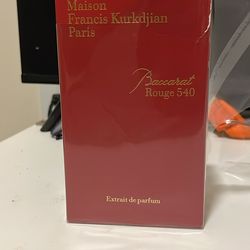 Maison
Francis Kurkdjian
Paris
Baccarat
Rouge 540
Extrait de parfum